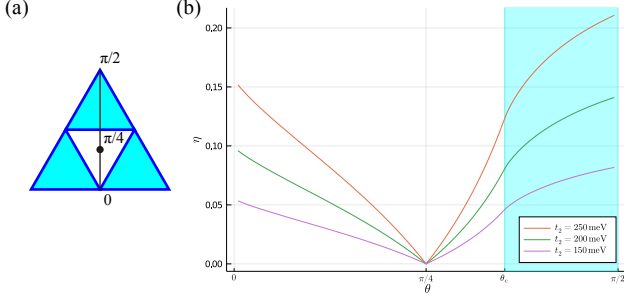 (a)
π/2
π/4
0
(b)
0,20
0,15
0,10
0,05
0,00
η
0
π/4
θc
π/2
θ
t₂ = 250 meV
t₂ = 200 meV
t₂ = 150 meV